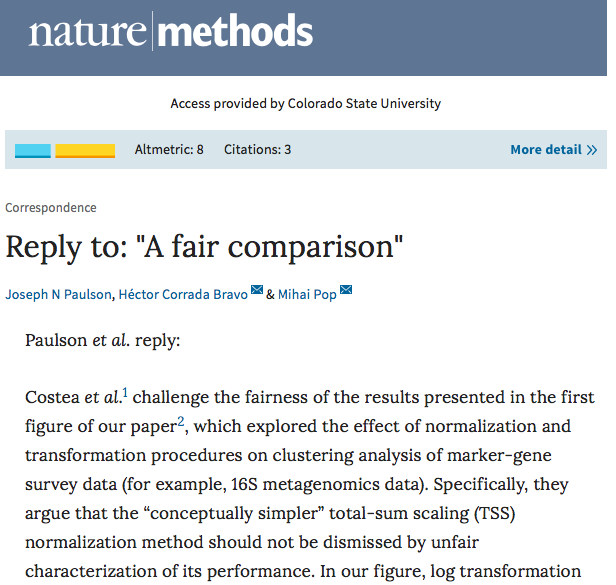 nature methods
Access provided by Colorado State University
Altmetric: 8 Citations: 3 More detail »
Correspondence
Reply to: "A fair comparison"
Joseph N Paulson, Héctor Corrada Bravo & Mihai Pop
Paulson et al. reply:
Costea et al.1 challenge the fairness of the results presented in the first
figure of our paper2, which explored the effect of normalization and
transformation procedures on clustering analysis of marker-gene
survey data (for example, 16S metagenomics data). Specifically, they
argue that the “conceptually simpler” total-sum scaling (TSS)
normalization method should not be dismissed by unfair
characterization of its performance. In our figure, log transformation